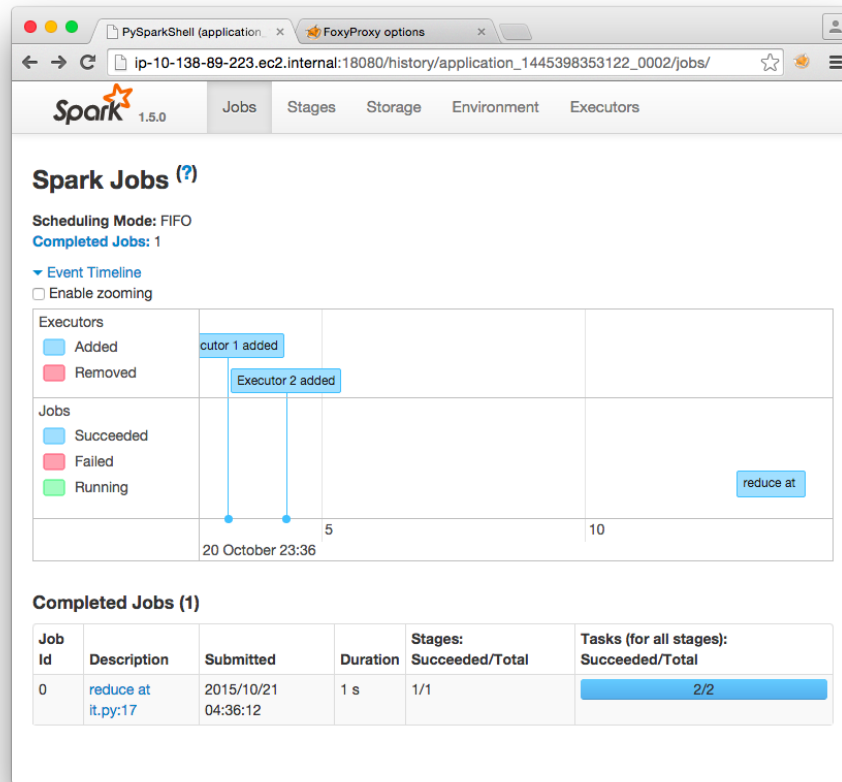 PySparkShell (application_
FoxyProxy options
ip-10-138-89-223.ec2.internal:18080/history/application_1445398353122_0002/jobs/
Spark 1.5.0
Jobs
Stages
Storage
Environment
Executors
Spark Jobs (?)
Scheduling Mode: FIFO
Completed Jobs: 1
Event Timeline
Enable zooming
Executors
Added
Removed
cutor 1 added
Executor 2 added
Jobs
Succeeded
Failed
Running
reduce at
5
10
20 October 23:36
Completed Jobs (1)
Job Id
Description
Submitted
Duration
Stages: Succeeded/Total
Tasks (for all stages): Succeeded/Total
0
reduce at it.py:17
2015/10/21 04:36:12
1 s
1/1
2/2